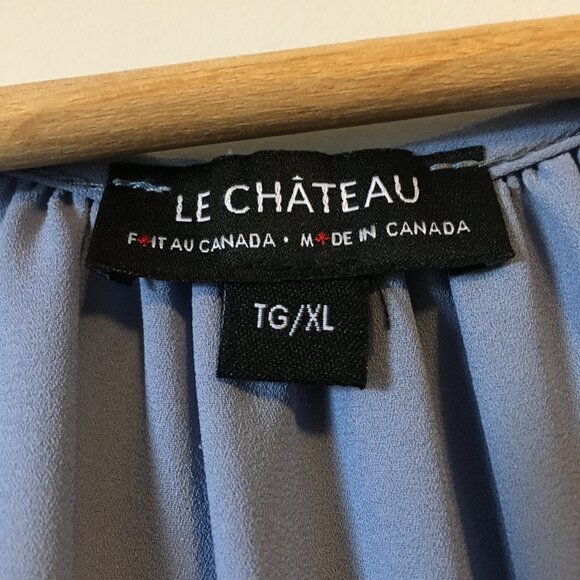 LE CHÂTEAU
FAIT AU CANADA • MADE IN CANADA
TG/XL